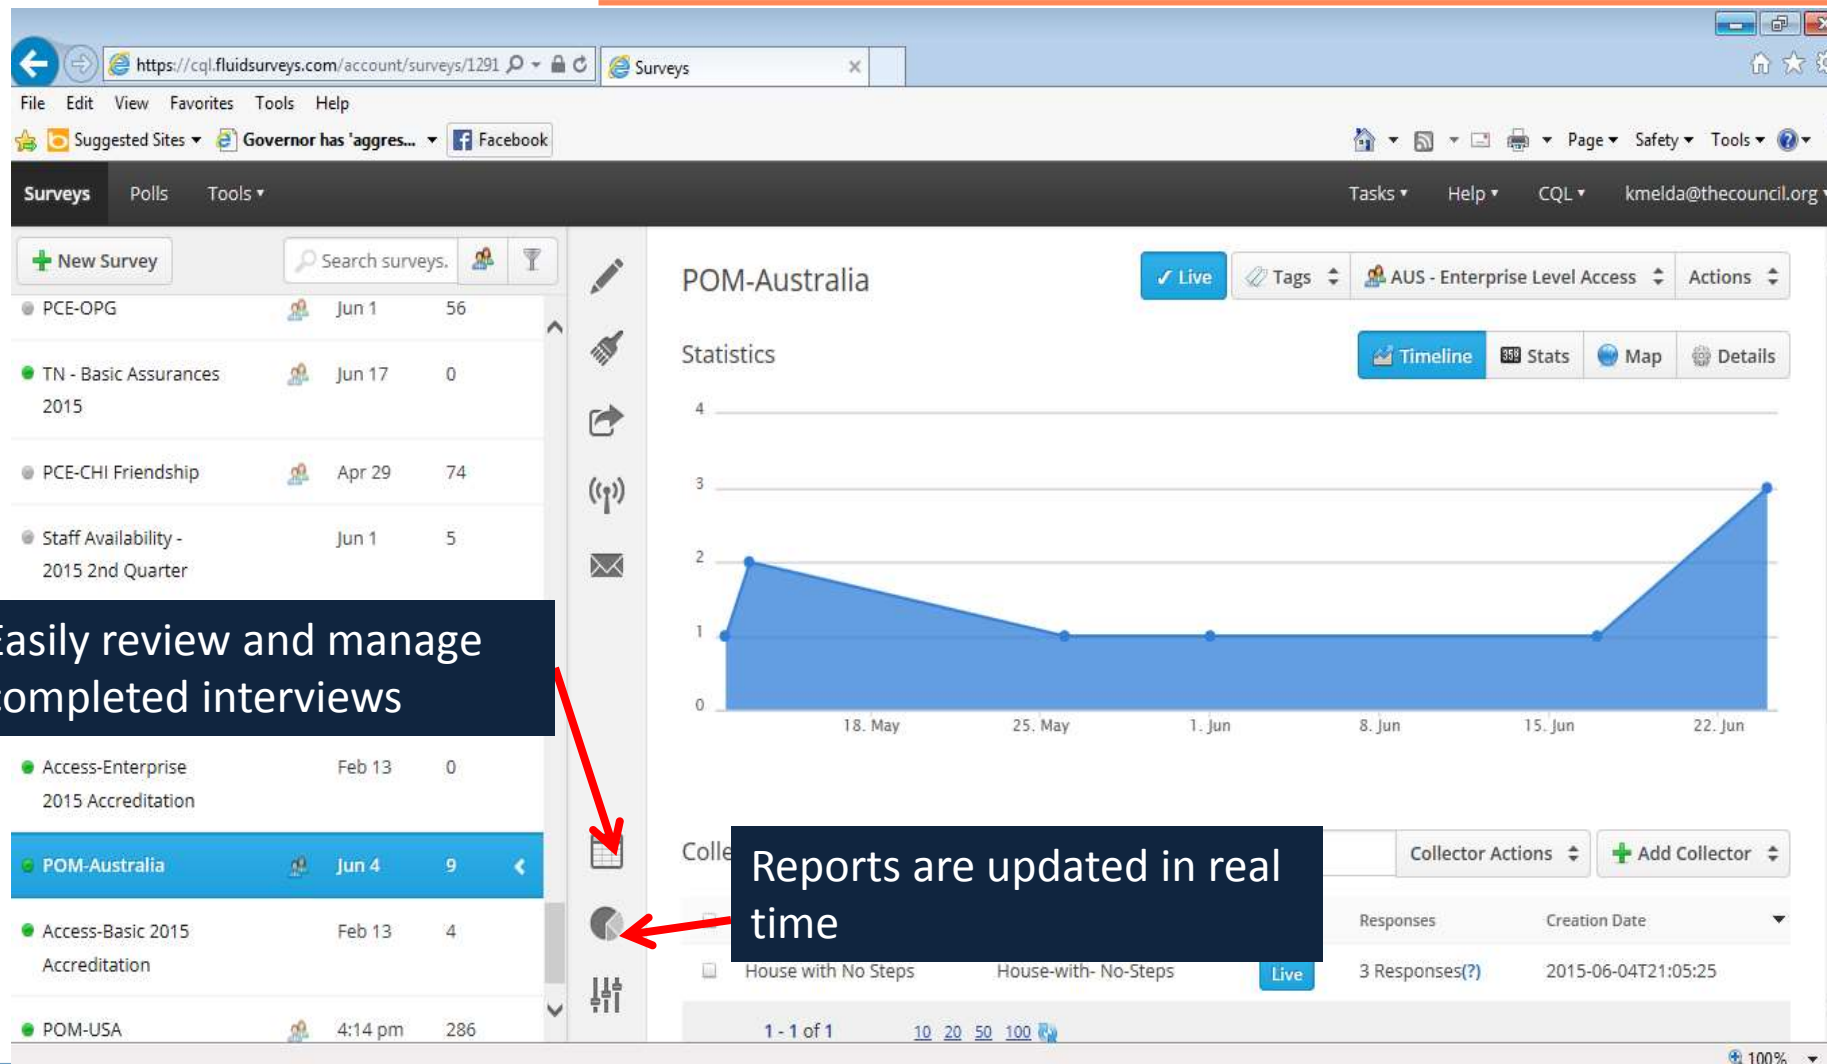 https://cql.fluidsurveys.com/account/surveys/1291
Surveys
File Edit View Favorites Tools Help
Suggested Sites Governor has 'aggres... Facebook
Page Safety Tools
Surveys Polls Tools
Tasks Help CQL kmelda@thecouncil.org
New Survey
Search surveys.
PCE-OPG Jun 1 56
TN - Basic Assurances Jun 17 0
2015
PCE-CHI Friendship Apr 29 74
Staff Availability - Jun 1 5
2015 2nd Quarter
Easily review and manage
completed interviews
Access-Enterprise Feb 13 0
2015 Accreditation
POM-Australia Jun 4 9
Access-Basic 2015 Feb 13 4
Accreditation
POM-USA 4:14 pm 286
POM-Australia
Live Tags AUS - Enterprise Level Access Actions
Statistics
Timeline Stats Map Details
4
3
2
1
0
18. May 25. May 1. Jun 8. Jun 15. Jun 22. Jun
Colle
Collector Actions Add Collector
Reports are updated in real
time
Responses Creation Date
House with No Steps House-with- No-Steps Live 3 Responses(?) 2015-06-04T21:05:25
1 - 1 of 1 10 20 50 100
100%